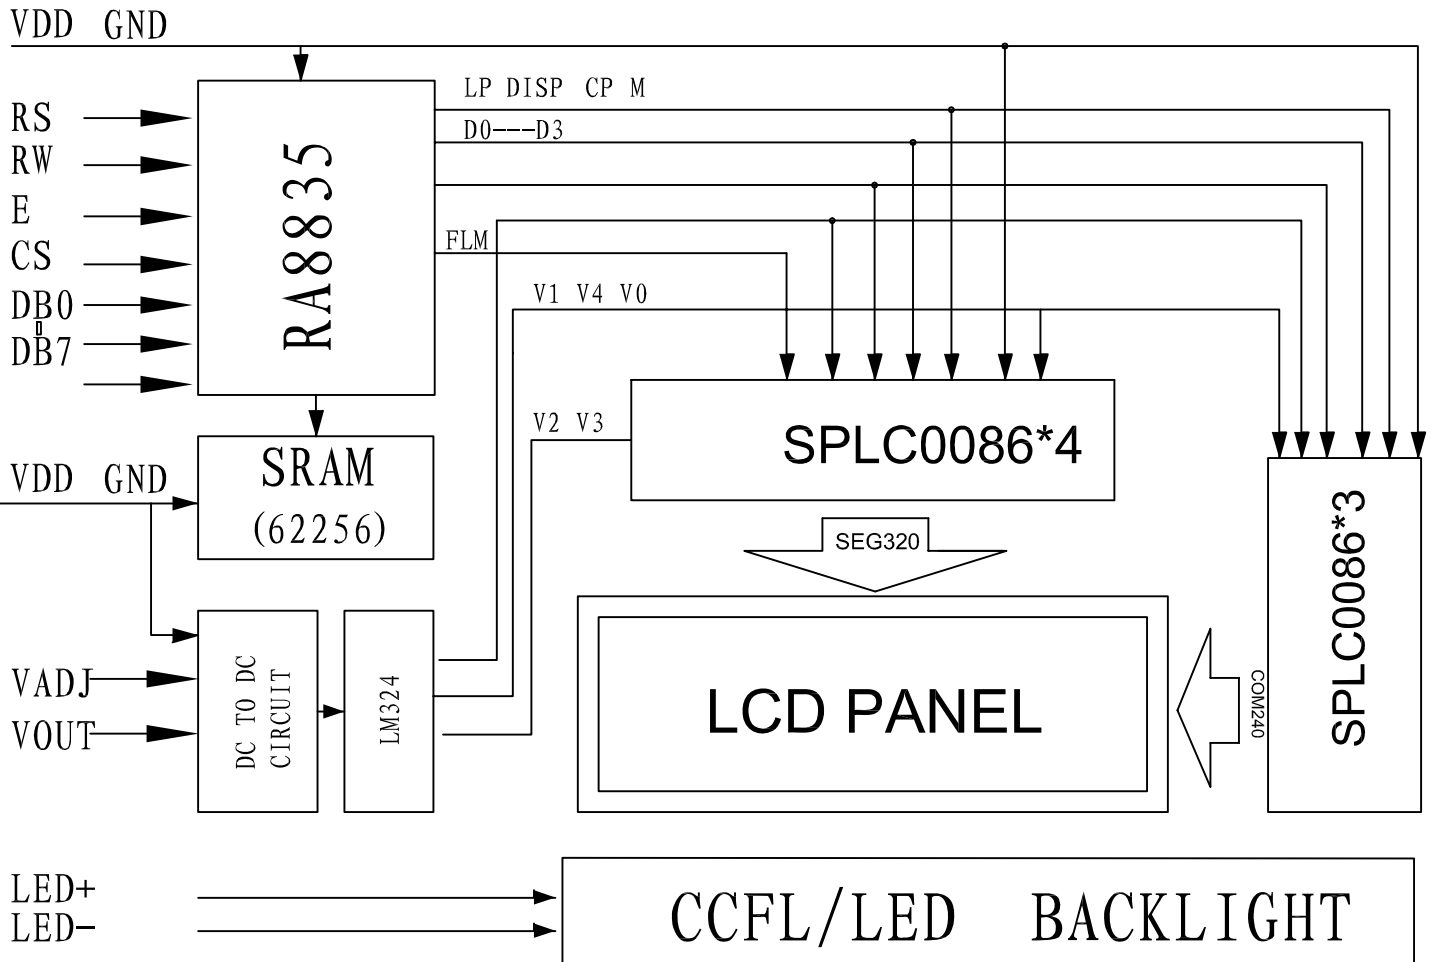 VDD GND
LP DISP CP M
D0---D3
RS
RW
E
CS
DB0
DB7
RA8835
FLM
V1 V4 V0
V2 V3
SPLC0086*4
SRAM
(62256)
VDD GND
SEG320
SPLC0086*3
COM240
LCD PANEL
VADJ
VOUT
DC TO DC
CIRCUIT
LM324
LED+
LED-
CCFL/LED BACKLIGHT